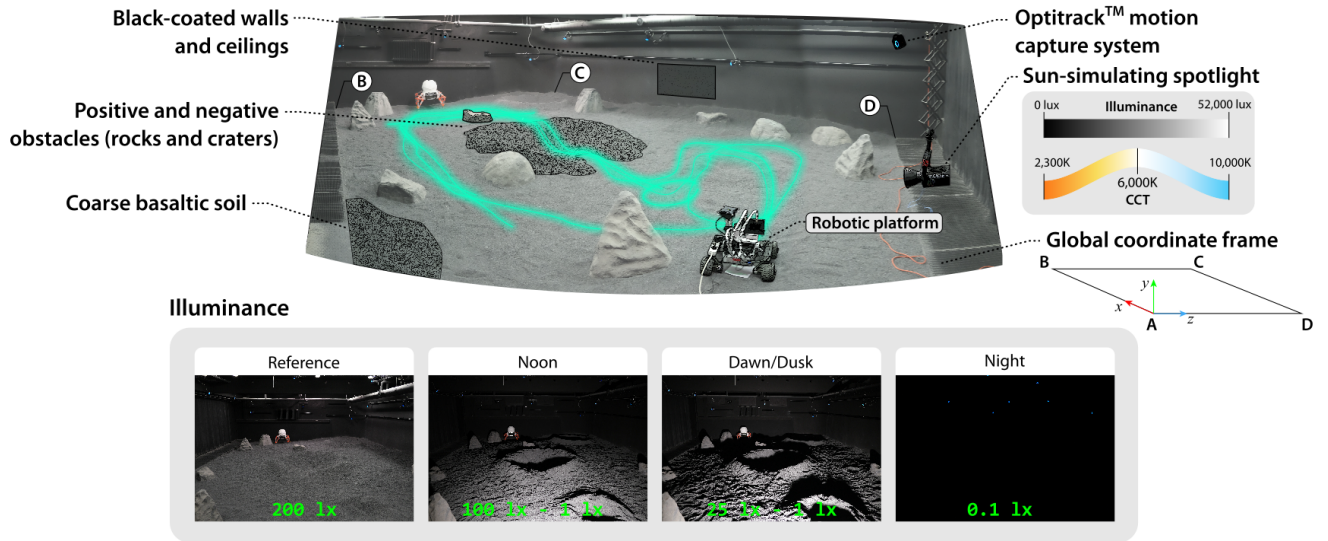 Black-coated walls
and ceilings
Optitrack™ motion
capture system
Sun-simulating spotlight
B
C
D
Positive and negative
obstacles (rocks and craters)
0 lux
Illuminance
52,000 lux
2,300K
6,000K
10,000K
CCT
Coarse basaltic soil
Robotic platform
Global coordinate frame
B
C
y
x
A
z
D
Illuminance
Reference
Noon
Dawn/Dusk
Night
200 lx
100 lx - 1 lx
25 lx - 1 lx
0.1 lx